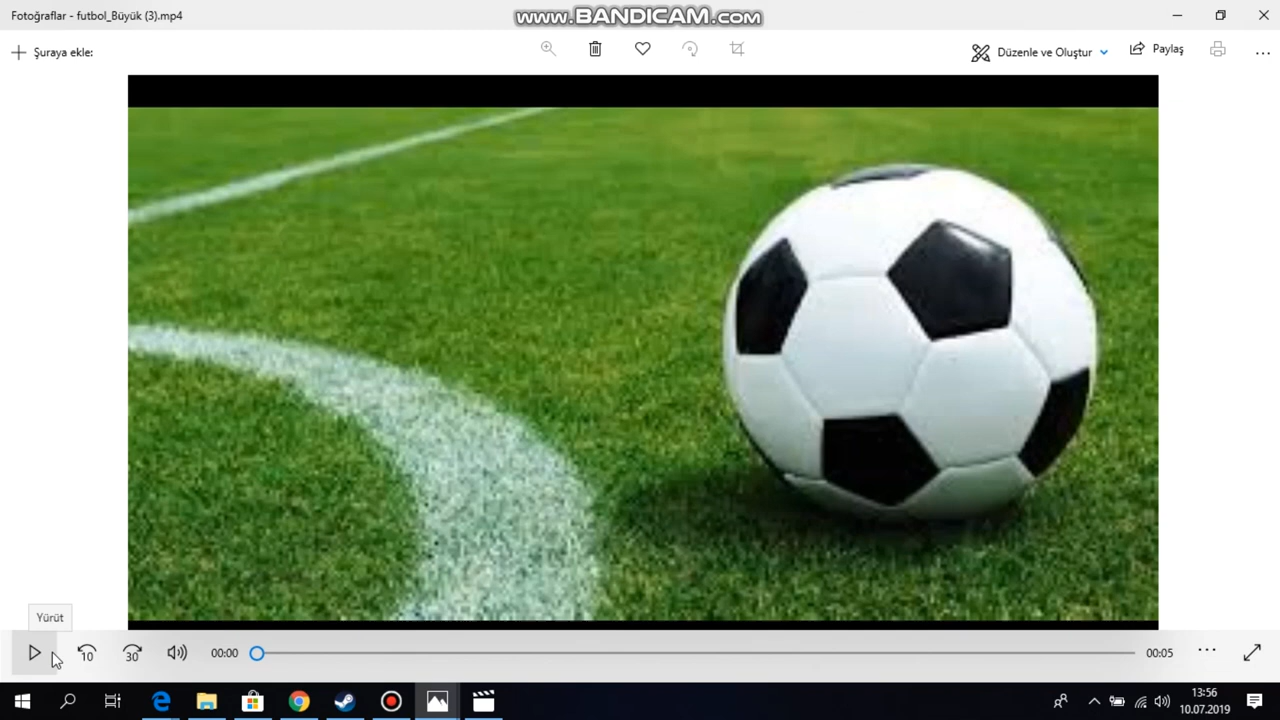 Fotoğraflar - futbol_Büyük (3).mp4
www.BANDICAM.com
Şuraya ekle:
Düzenle ve Oluştur
Paylaş
Yürüt
10
30
00:00
00:05
13:56
10.07.2019